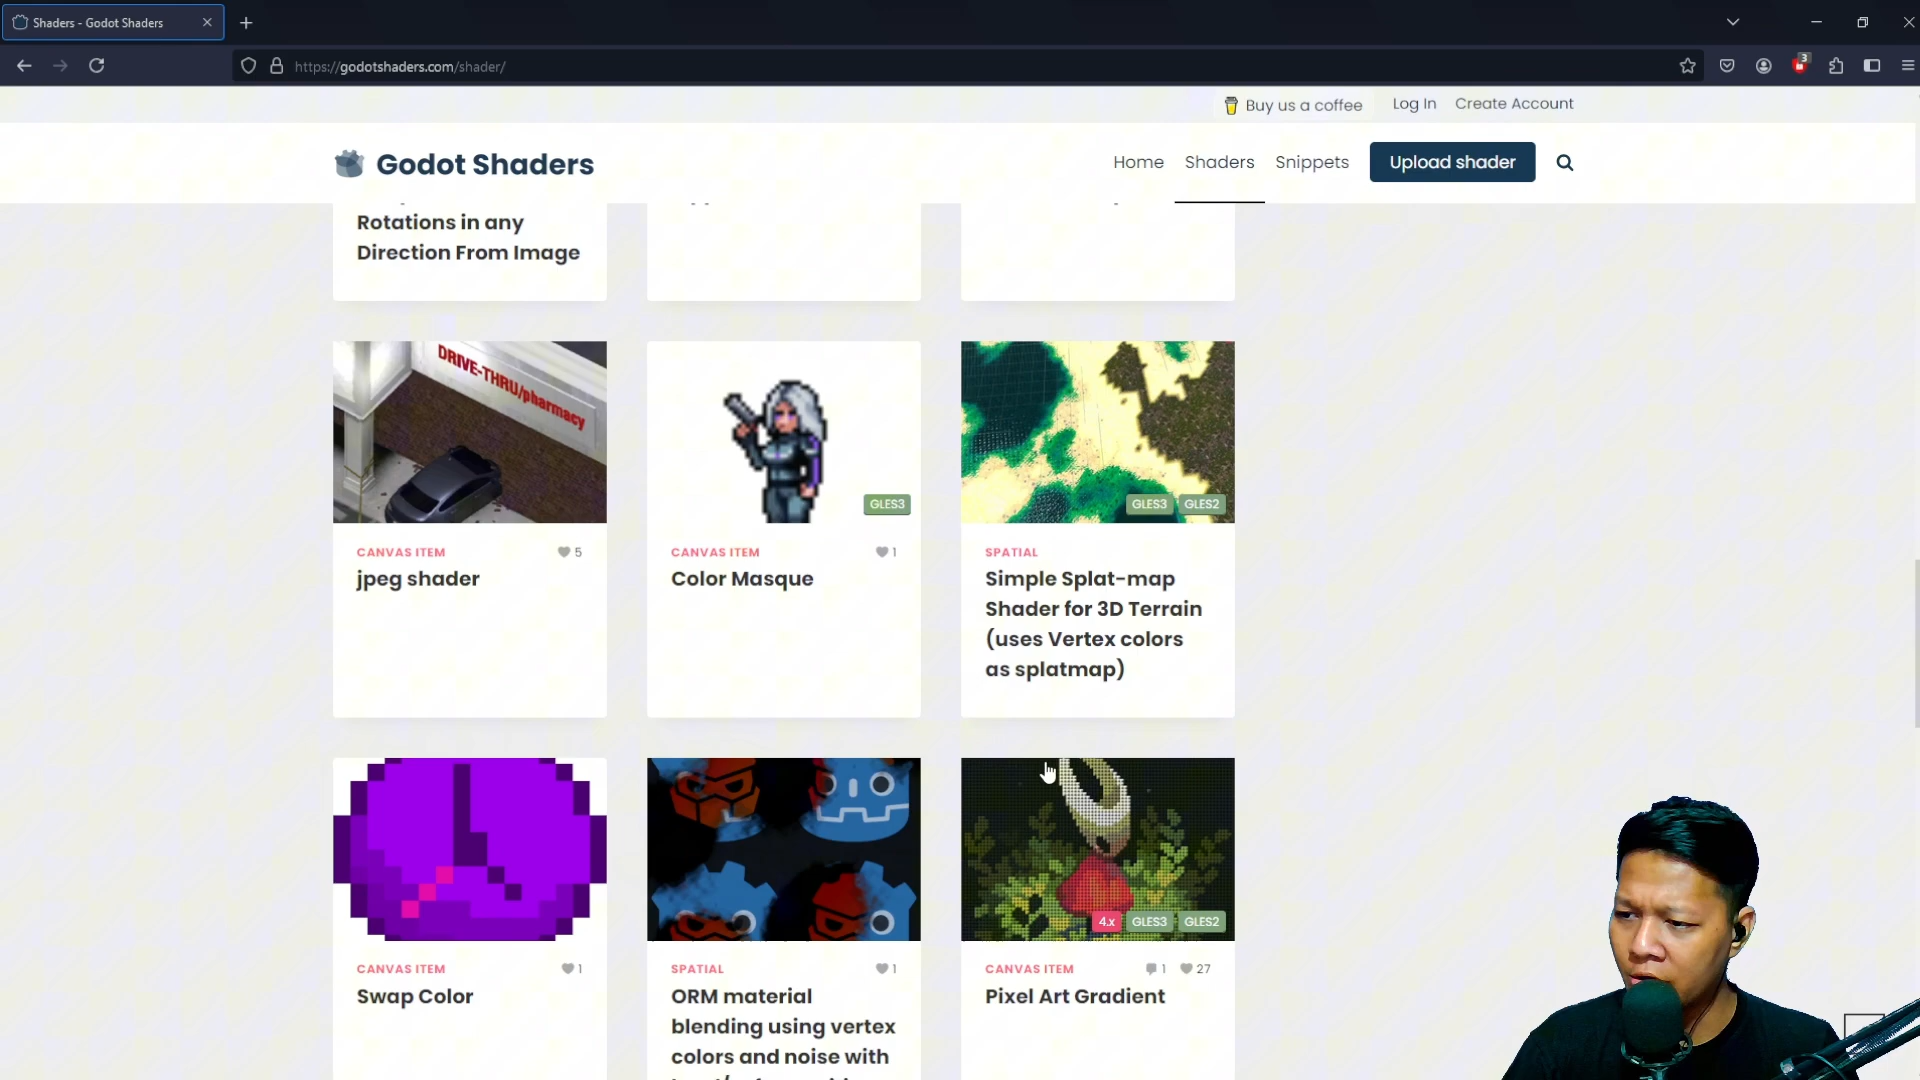 Shaders - Godot Shaders
https://godotshaders.com/shader/
3
Buy us a coffee
Log In
Create Account
Godot Shaders
Home
Shaders
Snippets
Upload shader
Rotations in any
Direction From Image
DRIVE-THRU/pharmacy
CANVAS ITEM
5
jpeg shader
GLES3
CANVAS ITEM
1
Color Masque
GLES3 GLES2
SPATIAL
Simple Splat-map
Shader for 3D Terrain
(uses Vertex colors
as splatmap)
CANVAS ITEM
1
Swap Color
SPATIAL
1
ORM material
blending using vertex
colors and noise with
4.x GLES3 GLES2
CANVAS ITEM
1
27
Pixel Art Gradient